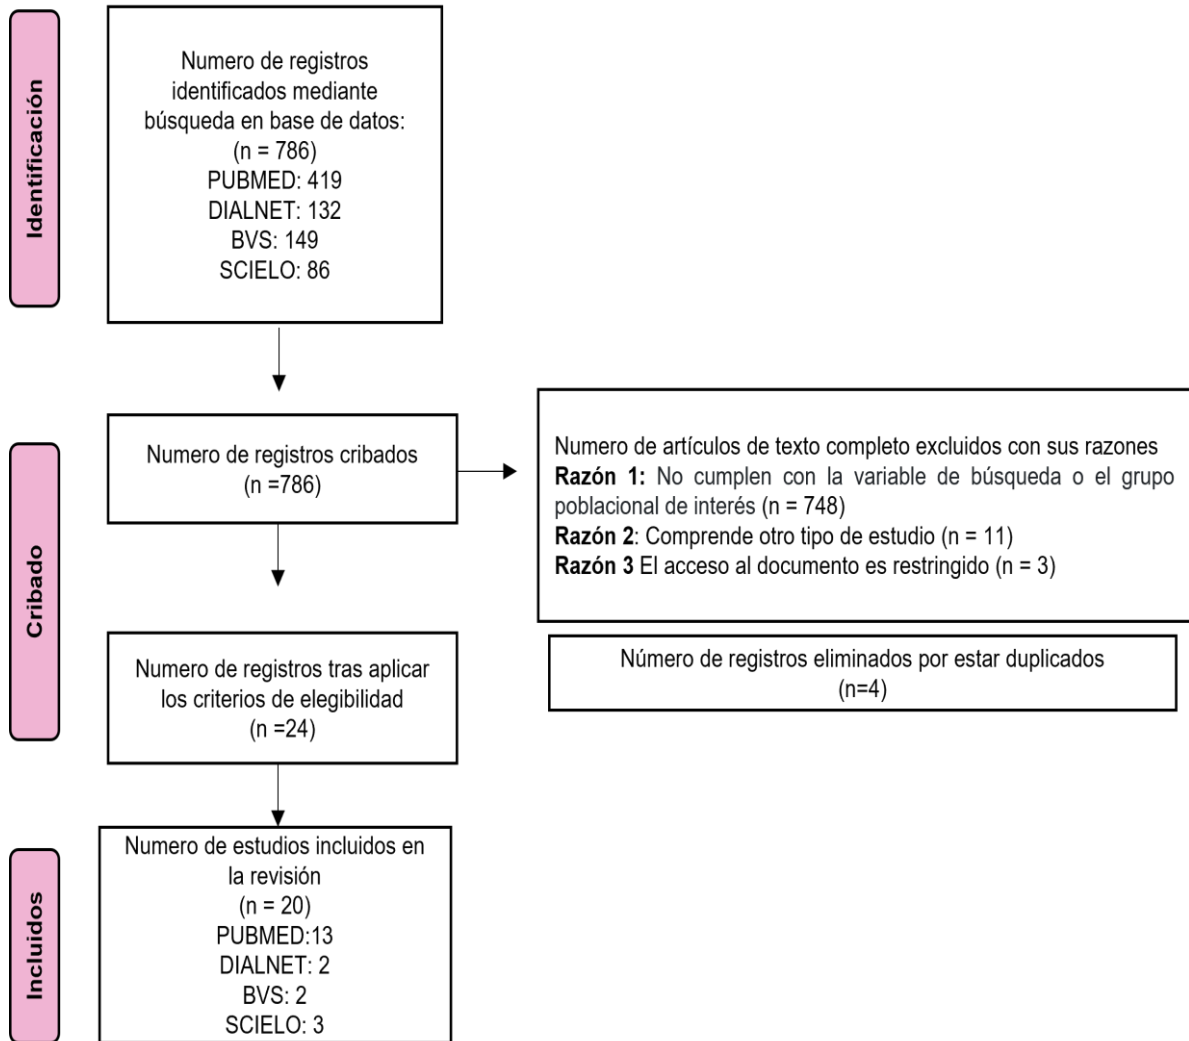 Identificación
Numero de registros
identificados mediante
búsqueda en base de datos:
(n = 786)
PUBMED: 419
DIALNET: 132
BVS: 149
SCIELO: 86
Cribado
Numero de registros cribados
(n =786)
Numero de artículos de texto completo excluidos con sus razones
Razón 1: No cumplen con la variable de búsqueda o el grupo
poblacional de interés (n = 748)
Razón 2: Comprende otro tipo de estudio (n = 11)
Razón 3 El acceso al documento es restringido (n = 3)
Numero de registros tras aplicar
los criterios de elegibilidad
(n =24)
Número de registros eliminados por estar duplicados
(n=4)
Incluidos
Numero de estudios incluidos en
la revisión
(n = 20)
PUBMED:13
DIALNET: 2
BVS: 2
SCIELO: 3